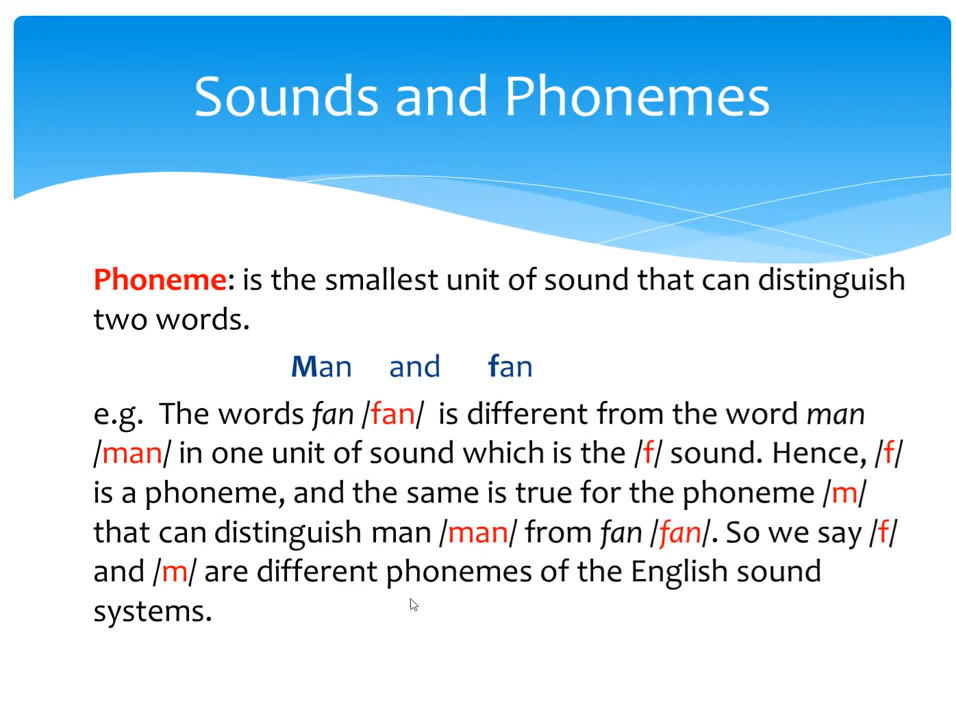 Sounds and Phonemes
Phoneme: is the smallest unit of sound that can distinguish
two words.
Man and fan
e.g. The words fan /fan/ is different from the word man
/man/ in one unit of sound which is the /f/ sound. Hence, /f/
is a phoneme, and the same is true for the phoneme /m/
that can distinguish man /man/ from fan /fan/. So we say /f/
and /m/ are different phonemes of the English sound
systems.